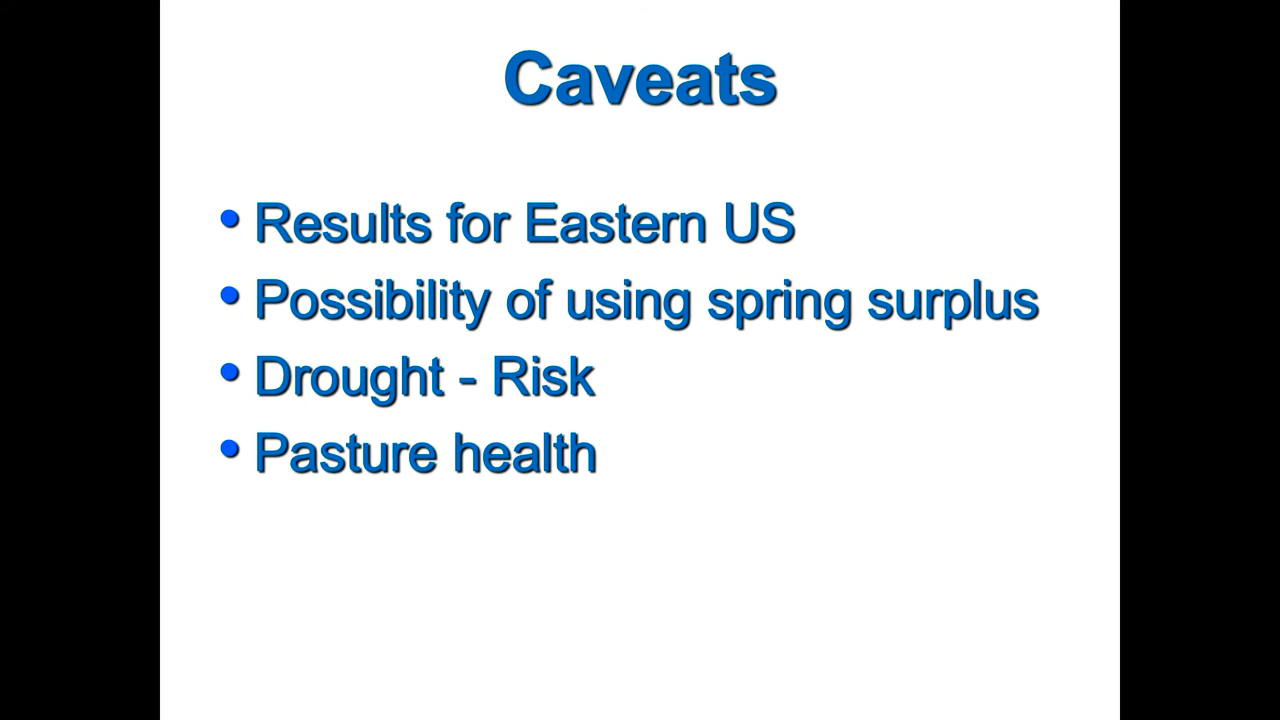 Caveats
• Results for Eastern US
• Possibility of using spring surplus
• Drought - Risk
• Pasture health